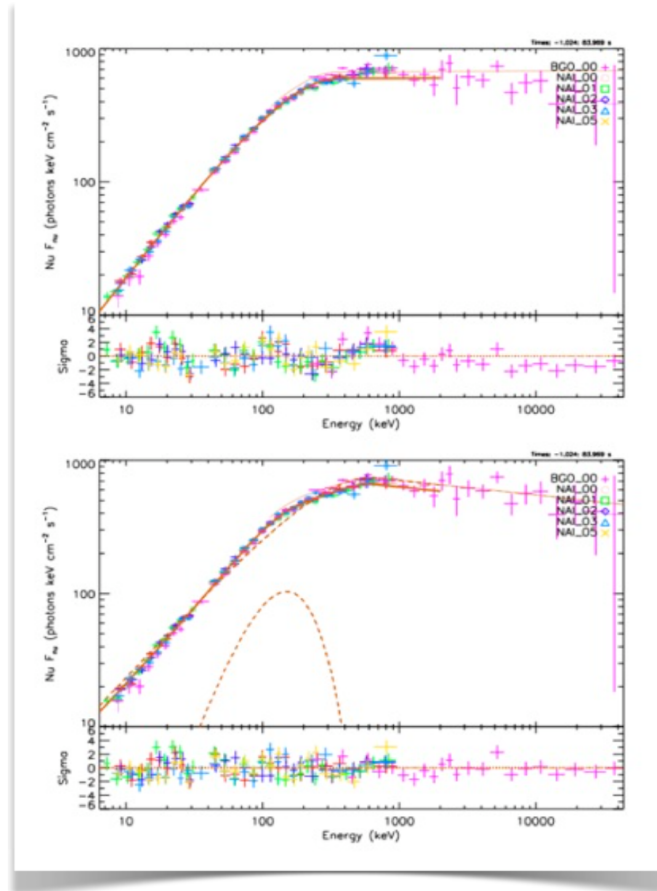 Times: -1.024: 83.969 s
1000
100
10
Nu Fnu (photons keV cm-2 s-1)
BGO_00
NAI_00
NAI_01
NAI_02
NAI_03
NAI_05
6
4
2
0
-2
-4
-6
Sigma
10
100
1000
10000
Energy (keV)
Times: -1.024: 83.969 s
1000
100
10
Nu Fnu (photons keV cm-2 s-1)
BGO_00
NAI_00
NAI_01
NAI_02
NAI_03
NAI_05
6
4
2
0
-2
-4
-6
Sigma
10
100
1000
10000
Energy (keV)